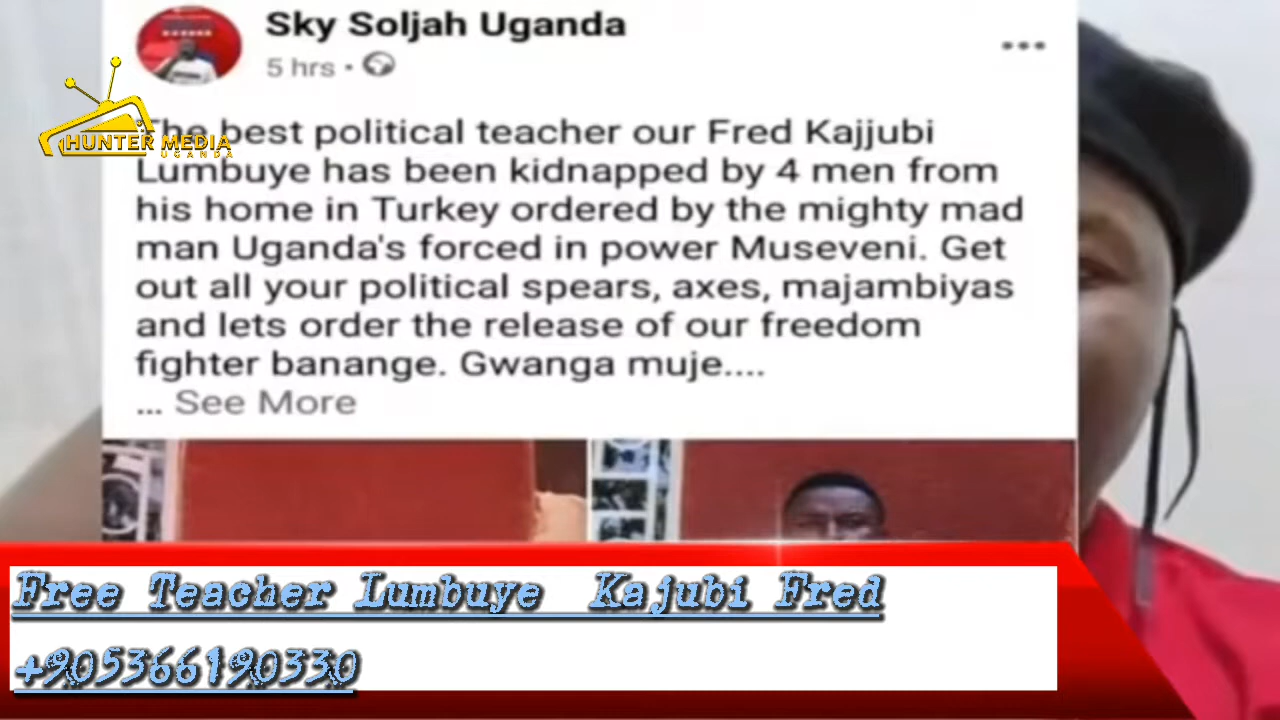 Sky Soljah Uganda
5 hrs
HUNTER MEDIA
UGANDA
The best political teacher our Fred Kajjubi
Lumbuye has been kidnapped by 4 men from
his home in Turkey ordered by the mighty mad
man Uganda's forced in power Museveni. Get
out all your political spears, axes, majambiyas
and lets order the release of our freedom
fighter banange. Gwanga muje....
... See More
Free Teacher Lumbuye Kajubi Fred
+905366190330